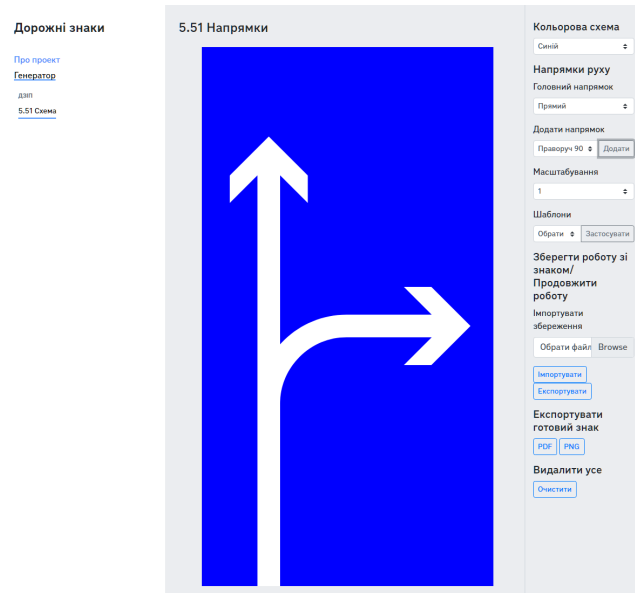 Дорожні знаки
Про проект
Генератор
дзіп
5.51 Схема
5.51 Напрямки
Кольорова схема
Синій
Напрямки руху
Головний напрямок
Прямий
Додати напрямок
Праворуч 90
Додати
Масштабування
1
Шаблони
Обрати
Застосувати
Зберегти роботу зі
знаком/
Продовжити
роботу
Імпортувати
збереження
Обрати файл
Browse
Імпортувати
Експортувати
Експортувати
готовий знак
PDF
PNG
Видалити усе
Очистити